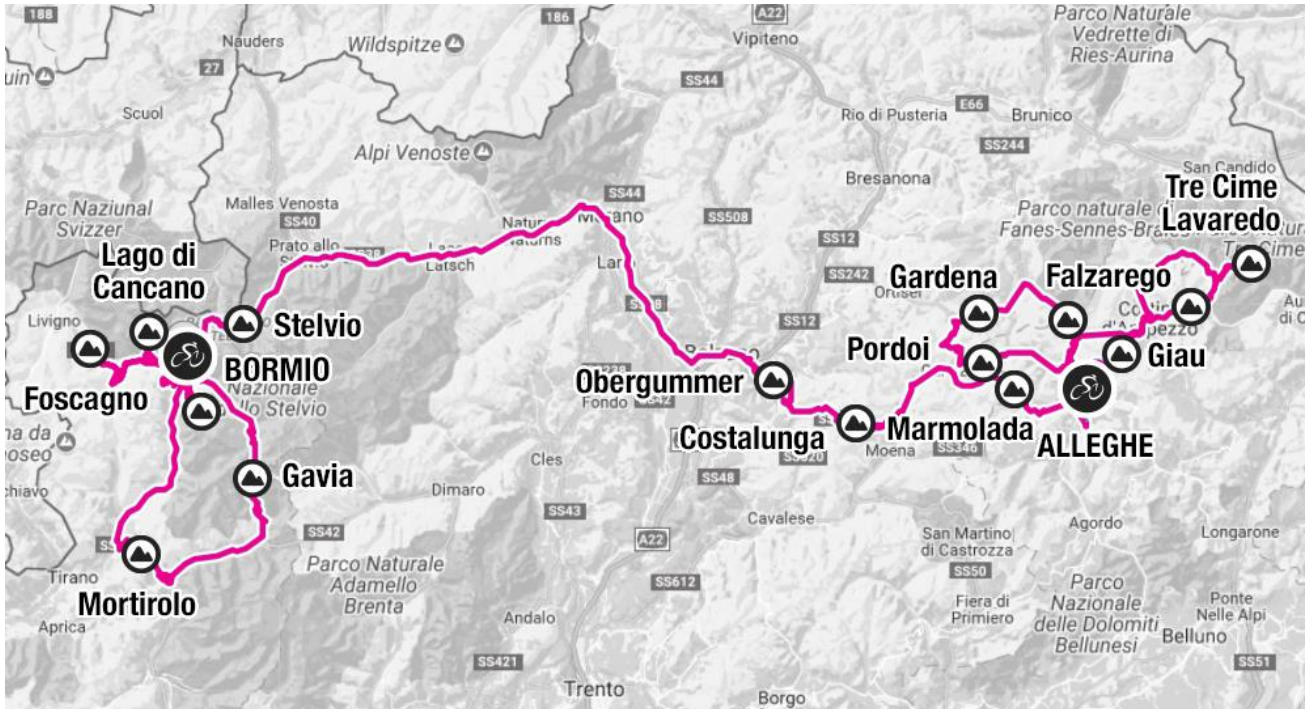 188
A22
186
Parco Naturale
Vedrette di
Ries-Aurina
Nauders
Wildspitze
Vipiteno
27
SS44
Scuol
Rio di Pusteria
E66
Brunico
Alpi Venoste
SS244
San Candido
Bresanona
Tre Cime
Lavaredo
Parc Naziunal
Svizzer
Malles Venosta
SS40
SS44
SS508
Parco naturale
Fanes-Sennes-Bra
Lago di
Cancano
Prato allo
Latsch
Naturns
SS12
SS242
Gardena
Falzarego
Livigno
Stelvio
Ortisei
SS12
BORMIO
Pordoi
Giau
Foscagno
Nazionale
Stelvio
Obergummer
Fondo
Costalunga
Marmolada
ALLEGHE
Moena
SS346
Gavia
Cles
SS48
Dimaro
SS43
Cavalese
Agordo
Longarone
SS42
A22
San Martino
di Castrozza
Tirano
Parco Naturale
Adamello
Brenta
SS50
Parco
Nazionale
delle Dolomiti
Bellunesi
Mortirolo
SS612
Fiera di
Primiero
Ponte
Nelle Alpi
Aprica
Andalo
Belluno
SS421
SS51
Trento
Borgo